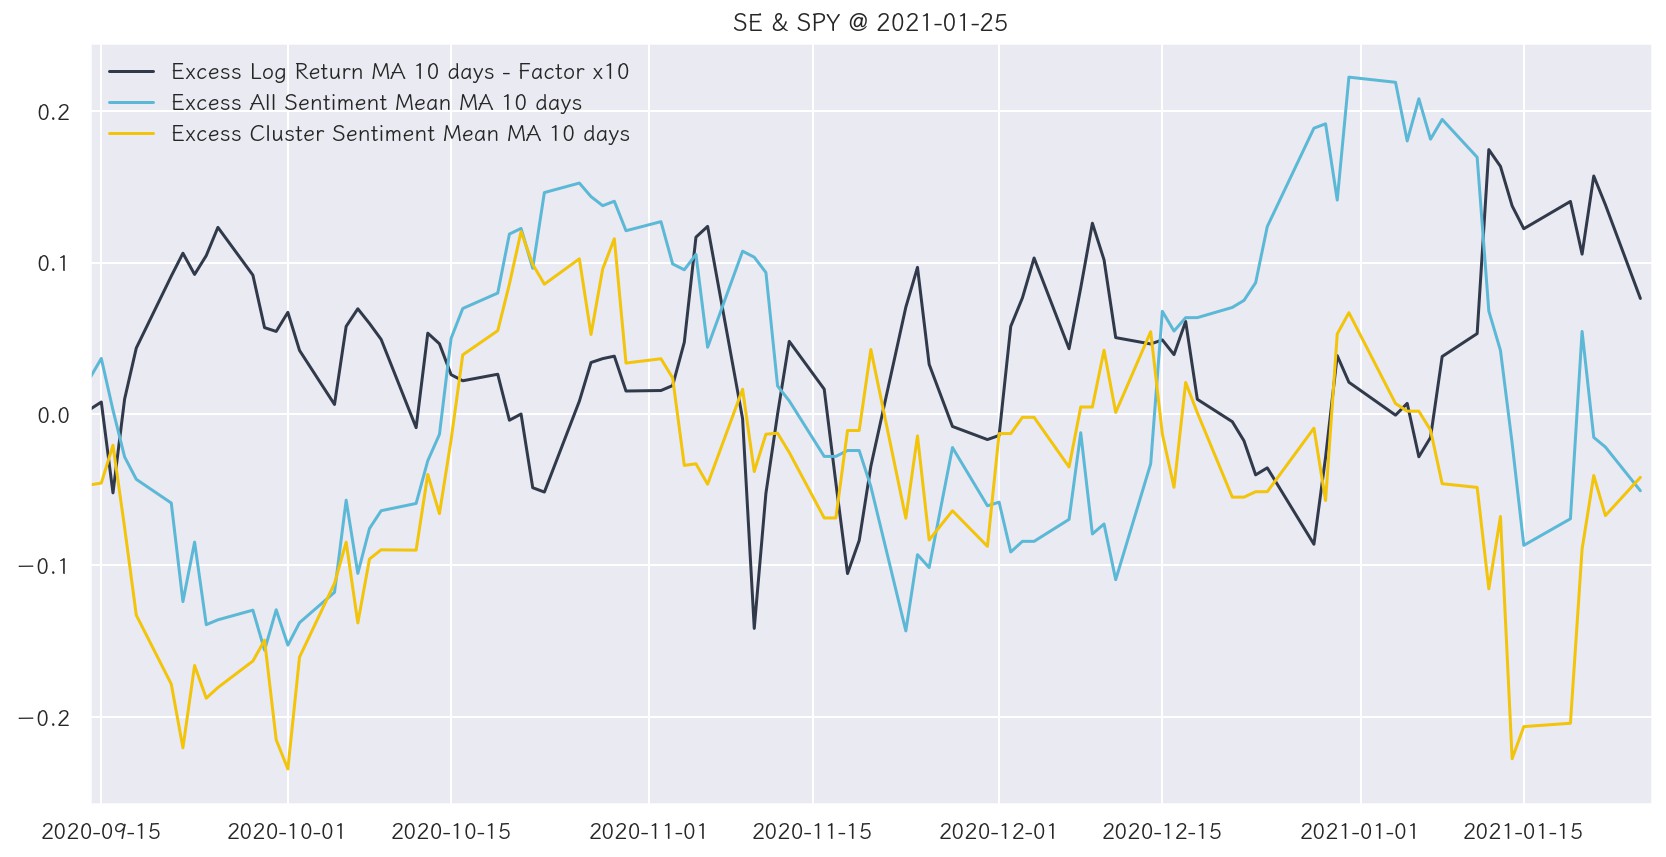 SE & SPY @ 2021-01-25
Excess Log Return MA 10 days - Factor x10
Excess All Sentiment Mean MA 10 days
Excess Cluster Sentiment Mean MA 10 days
0.2
0.1
0.0
−0.1
−0.2
2020-09-15 2020-10-01 2020-10-15 2020-11-01 2020-11-15 2020-12-01 2020-12-15 2021-01-01 2021-01-15